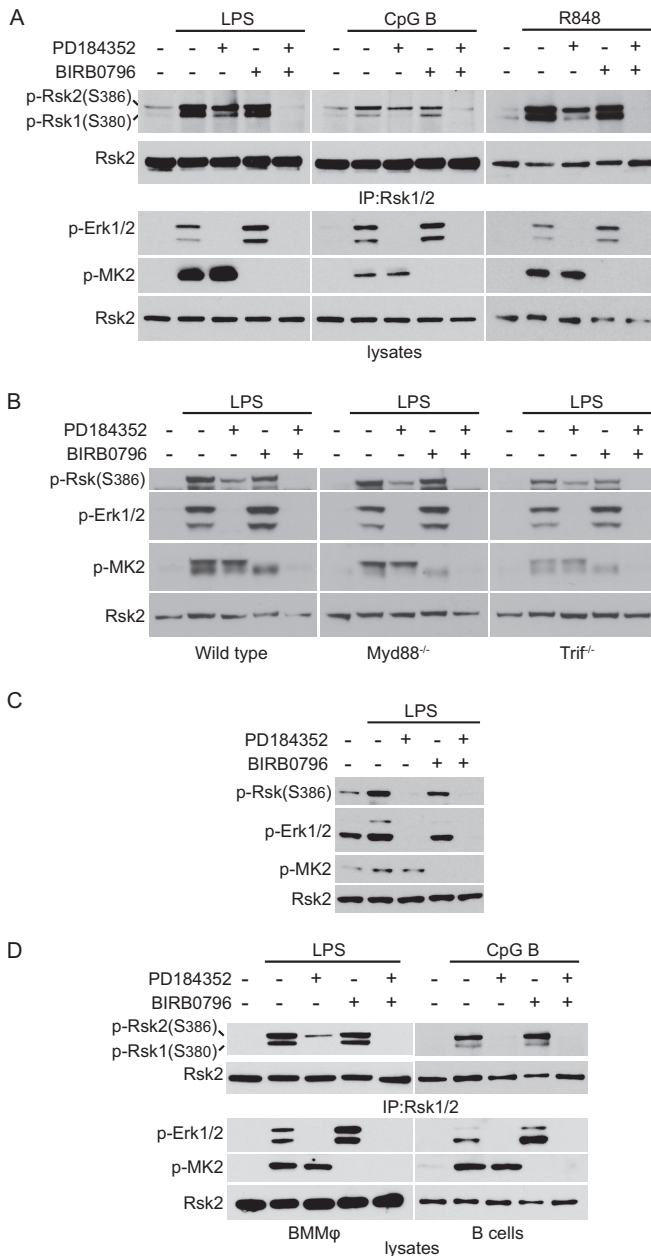 A
LPS CpG B R848
PD184352 - - + - + - - + - + - - + - +
BIRB0796 - - - + + - - - + + - - - + +
p-Rsk2(S386)
p-Rsk1(S380)
Rsk2
IP:Rsk1/2
p-Erk1/2
p-MK2
Rsk2
lysates
B
LPS LPS LPS
PD184352 - - + - + - - + - + - - + - +
BIRB0796 - - - + + - - - + + - - - + +
p-Rsk(S386)
p-Erk1/2
p-MK2
Rsk2
Wild type Myd88-/- Trif-/-
C
LPS
PD184352 - - + - +
BIRB0796 - - - + +
p-Rsk(S386)
p-Erk1/2
p-MK2
Rsk2
D
LPS CpG B
PD184352 - - + - + - - + - +
BIRB0796 - - - + + - - - + +
p-Rsk2(S386)
p-Rsk1(S380)
Rsk2
IP:Rsk1/2
p-Erk1/2
p-MK2
Rsk2
BMMφ B cells
lysates